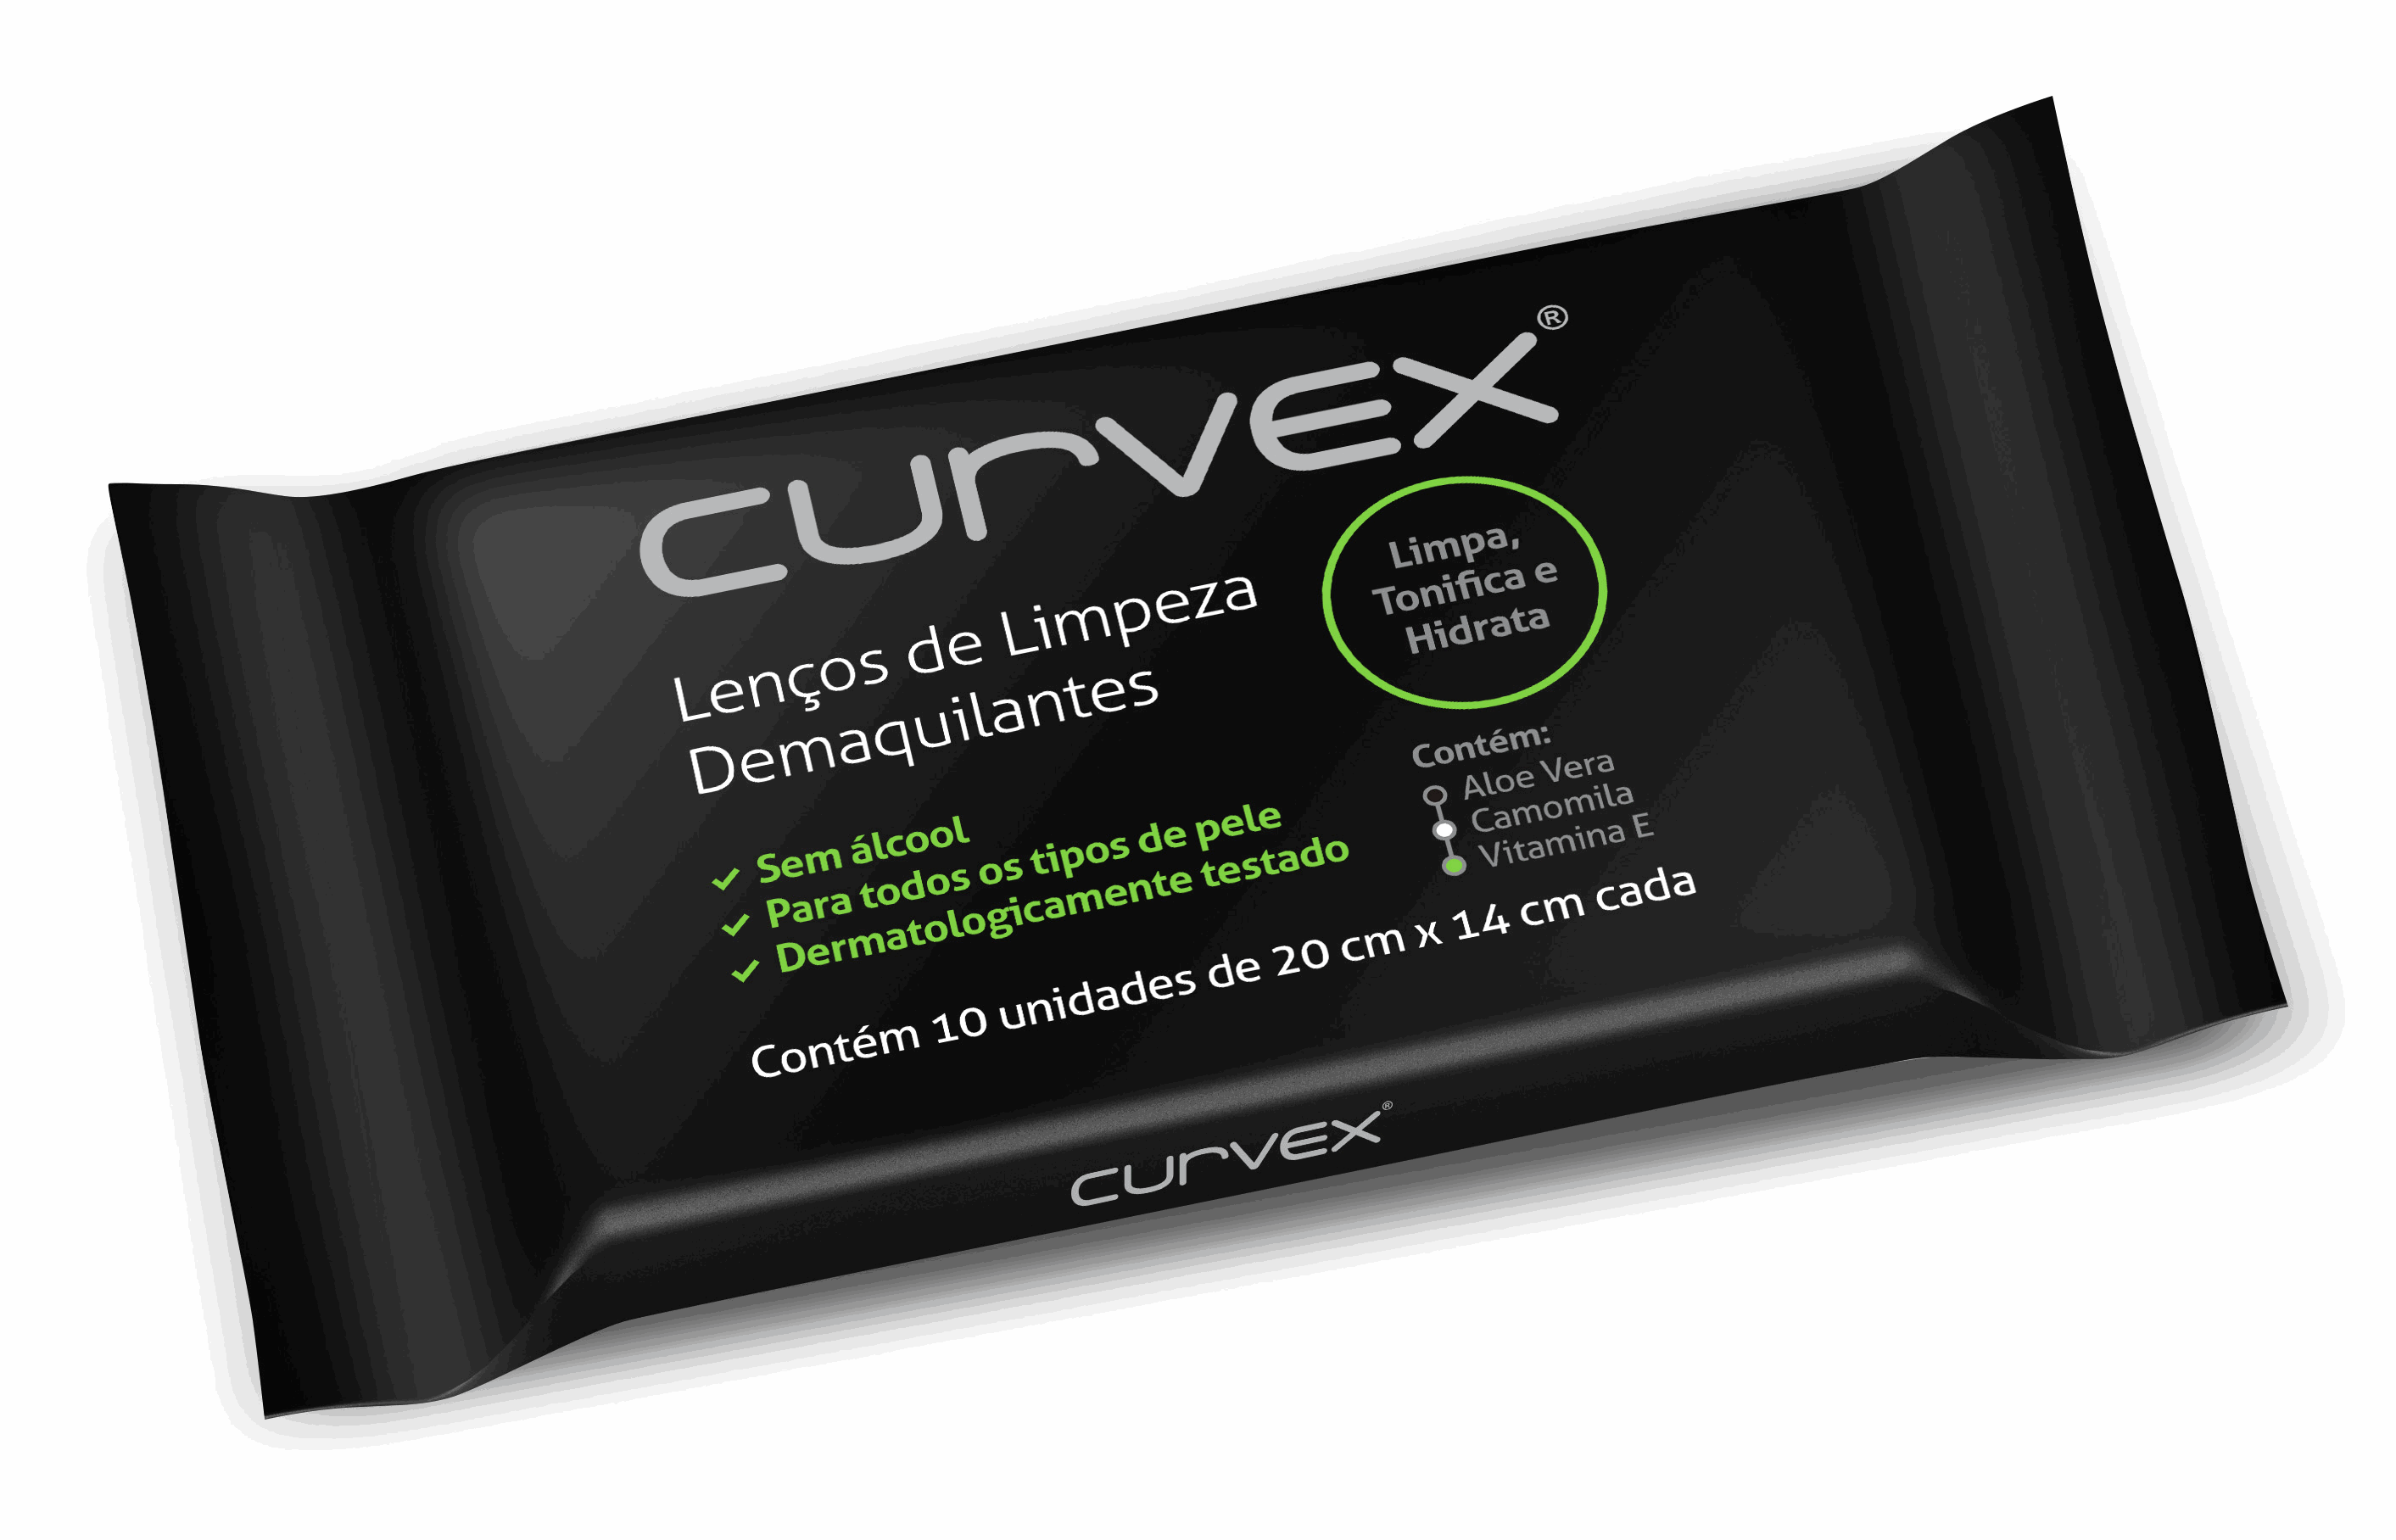 curvex®
Lenços de Limpeza
Demaquilantes
Limpa,
Tonifica e
Hidrata
Sem álcool
Para todos os tipos de pele
Dermatologicamente testado
Contém:
Aloe Vera
Camomila
Vitamina E
Contém 10 unidades de 20 cm x 14 cm cada
curvex®